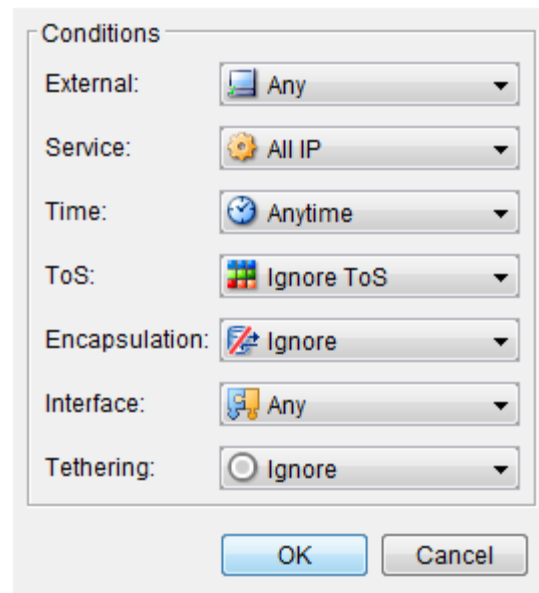 Conditions
External: Any
Service: All IP
Time: Anytime
ToS: Ignore ToS
Encapsulation: Ignore
Interface: Any
Tethering: Ignore
OK Cancel